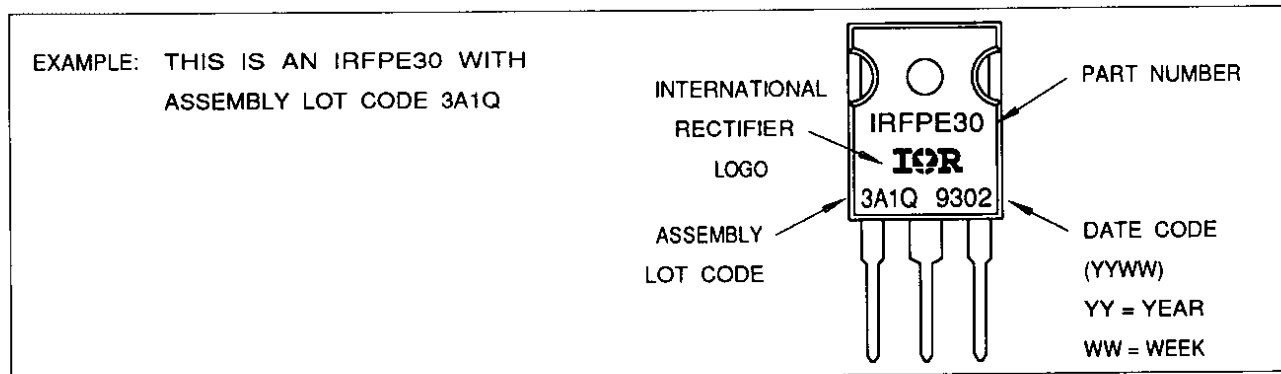 EXAMPLE: THIS IS AN IRFPE30 WITH
ASSEMBLY LOT CODE 3A1Q
INTERNATIONAL
RECTIFIER
LOGO
ASSEMBLY
LOT CODE
IRFPE30
IOR
3A1Q 9302
PART NUMBER
DATE CODE
(YYWW)
YY = YEAR
WW = WEEK